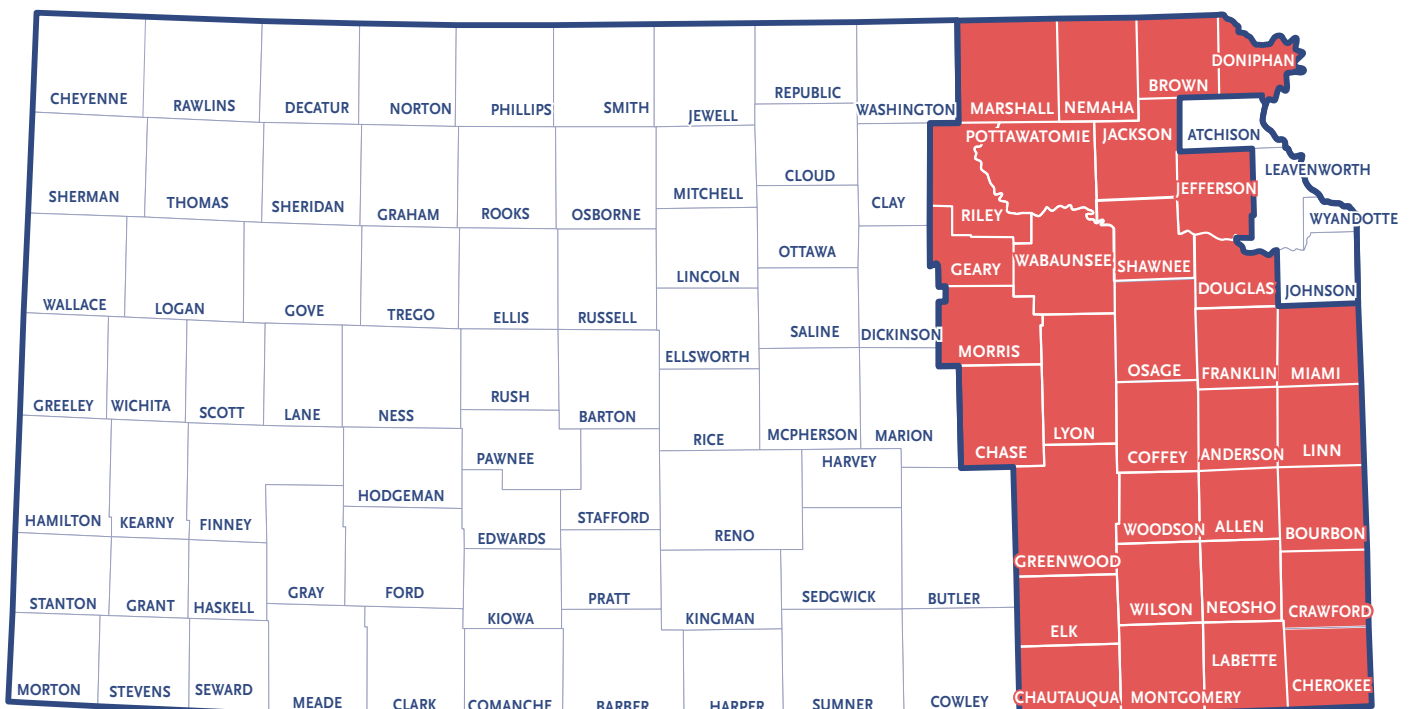 CHEYENNE
RAWLINS
DECATUR
NORTON
PHILLIPS
SMITH
JEWELL
REPUBLIC
WASHINGTON
MARSHALL
NEMAHA
BROWN
DONIPHAN
SHERMAN
THOMAS
SHERIDAN
GRAHAM
ROOKS
OSBORNE
MITCHELL
CLOUD
CLAY
POTTAWATOMIE
JACKSON
ATCHISON
RILEY
JEFFERSON
LEAVENWORTH
WYANDOTTE
WALLACE
LOGAN
GOVE
TREGO
ELLIS
RUSSELL
LINCOLN
OTTAWA
SALINE
DICKINSON
GEARY
WABAUNSEE
SHAWNEE
DOUGLAS
JOHNSON
GREELEY
WICHITA
SCOTT
LANE
NESS
RUSH
BARTON
ELLSWORTH
RICE
MCPHERSON
MARION
MORRIS
CHASE
LYON
OSAGE
FRANKLIN
MIAMI
HAMILTON
KEARNY
FINNEY
HODGEMAN
PAWNEE
EDWARDS
STAFFORD
RENO
HARVEY
COFFEY
ANDERSON
LINN
STANTON
GRANT
HASKELL
GRAY
FORD
KIOWA
PRATT
KINGMAN
SEDGWICK
BUTLER
GREENWOOD
WOODSON
ALLEN
BOURBON
MORTON
STEVENS
SEWARD
MEADE
CLARK
COMANCHE
BARBER
HARPER
SUMNER
COWLEY
ELK
WILSON
NEOSHO
CRAWFORD
CHAUTAUQUA
MONTGOMERY
LABETTE
CHEROKEE